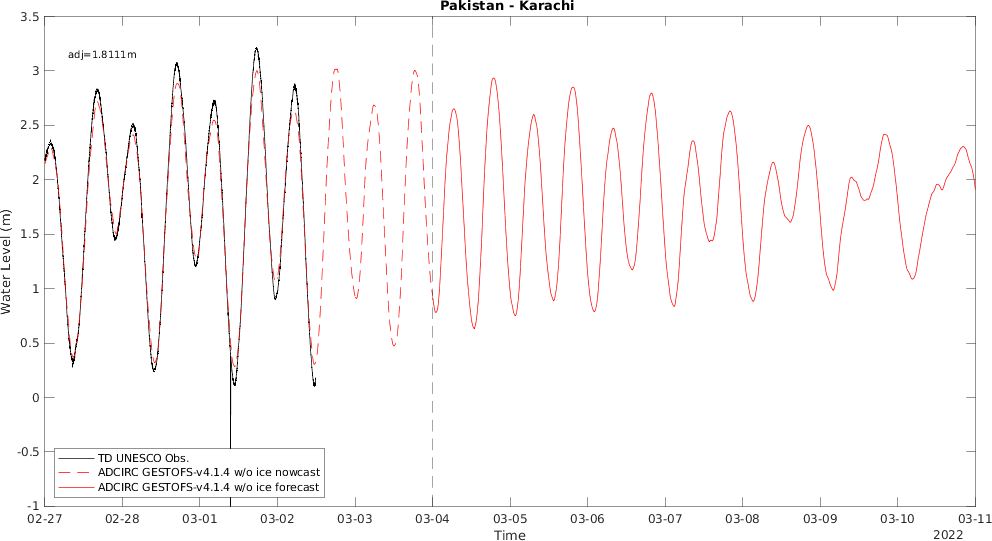 Pakistan - Karachi
adj=1.8111m
3.5
3
2.5
2
1.5
1
0.5
0
-0.5
-1
Water Level (m)
TD UNESCO Obs.
ADCIRC GESTOFS-v4.1.4 w/o ice nowcast
ADCIRC GESTOFS-v4.1.4 w/o ice forecast
02-27 02-28 03-01 03-02 03-03 03-04 03-05 03-06 03-07 03-08 03-09 03-10 03-11
Time
2022